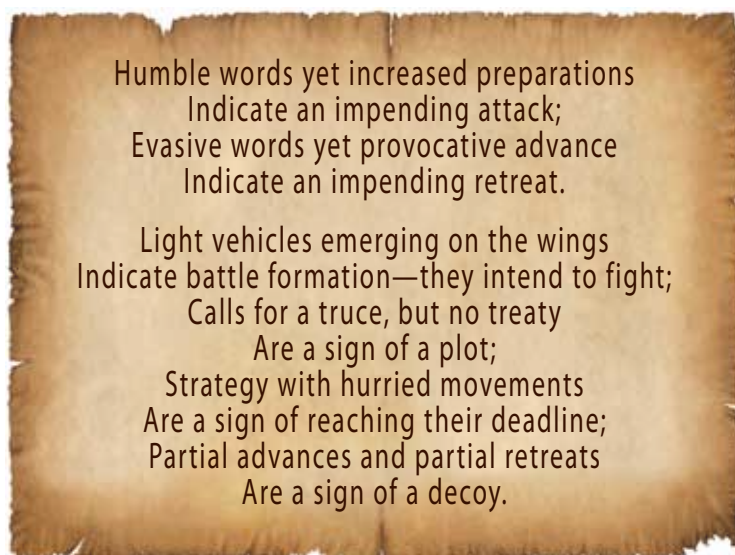 Humble words yet increased preparations
Indicate an impending attack;
Evasive words yet provocative advance
Indicate an impending retreat.
Light vehicles emerging on the wings
Indicate battle formation—they intend to fight;
Calls for a truce, but no treaty
Are a sign of a plot;
Strategy with hurried movements
Are a sign of reaching their deadline;
Partial advances and partial retreats
Are a sign of a decoy.